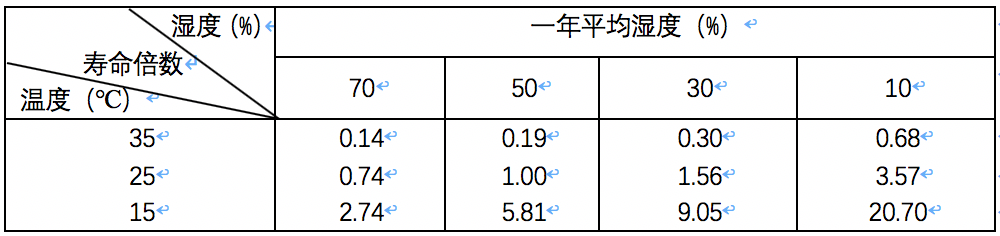 湿度（%）
寿命倍数
温度（℃）
一年平均湿度（%）
70 50 30 10
35 0.14 0.19 0.30 0.68
25 0.74 1.00 1.56 3.57
15 2.74 5.81 9.05 20.70